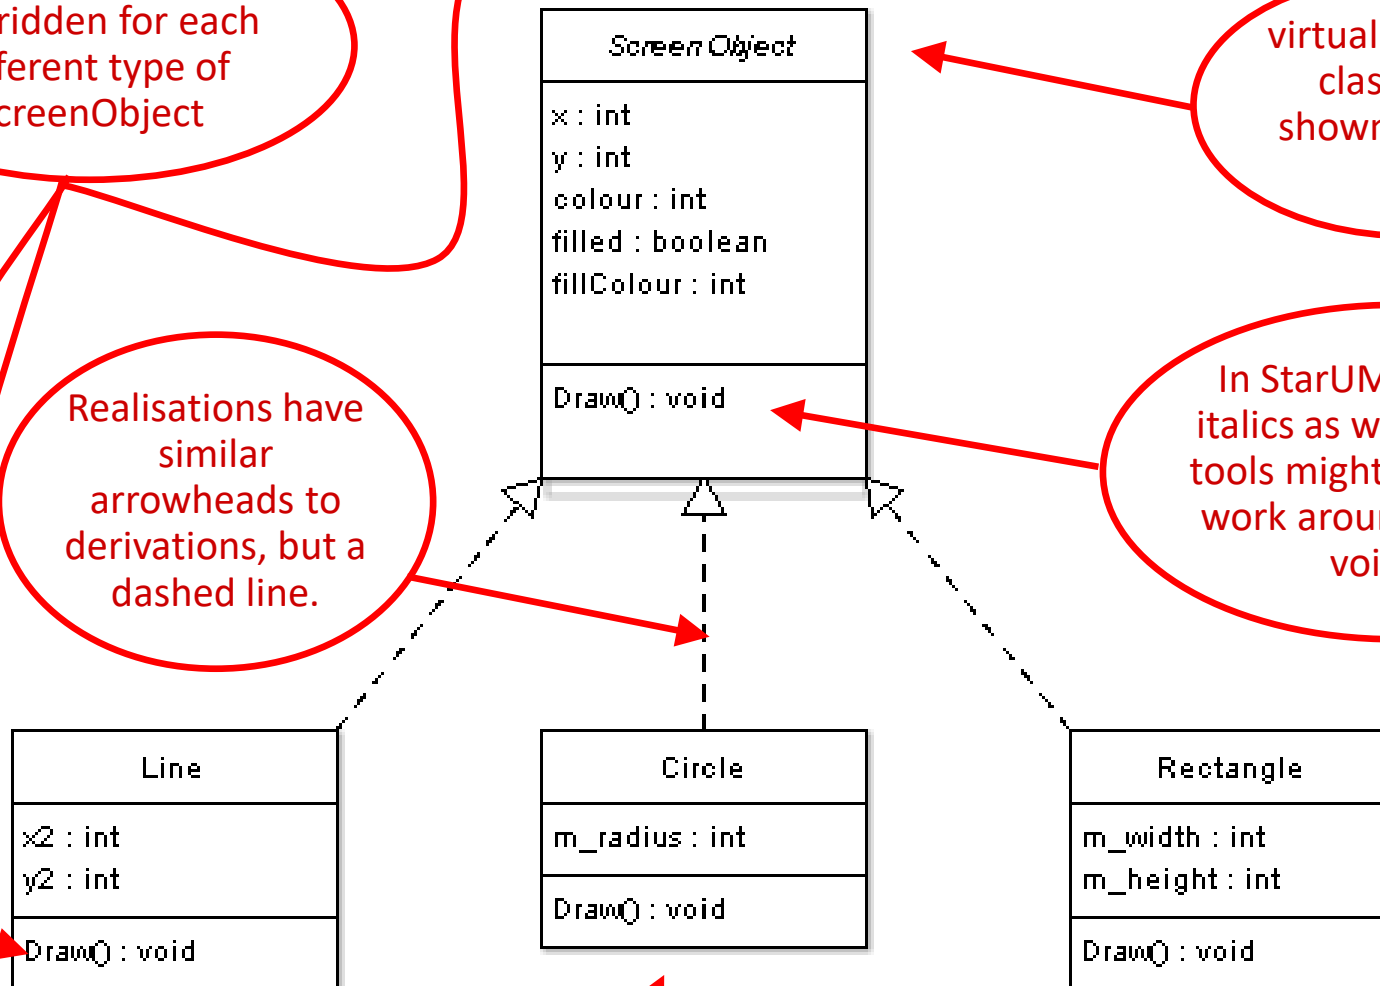 ridden for each
ferent type of
creenObject
Screen Object
x : int
y : int
colour : int
filled : boolean
fillColour : int
Draw() : void
virtual
clas
shown
Realisations have
similar
arrowheads to
derivations, but a
dashed line.
In StarUM
italics as w
tools might
work arou
voi
Line
x2 : int
y2 : int
Draw() : void
Circle
m_radius : int
Draw() : void
Rectangle
m_width : int
m_height : int
Draw() : void